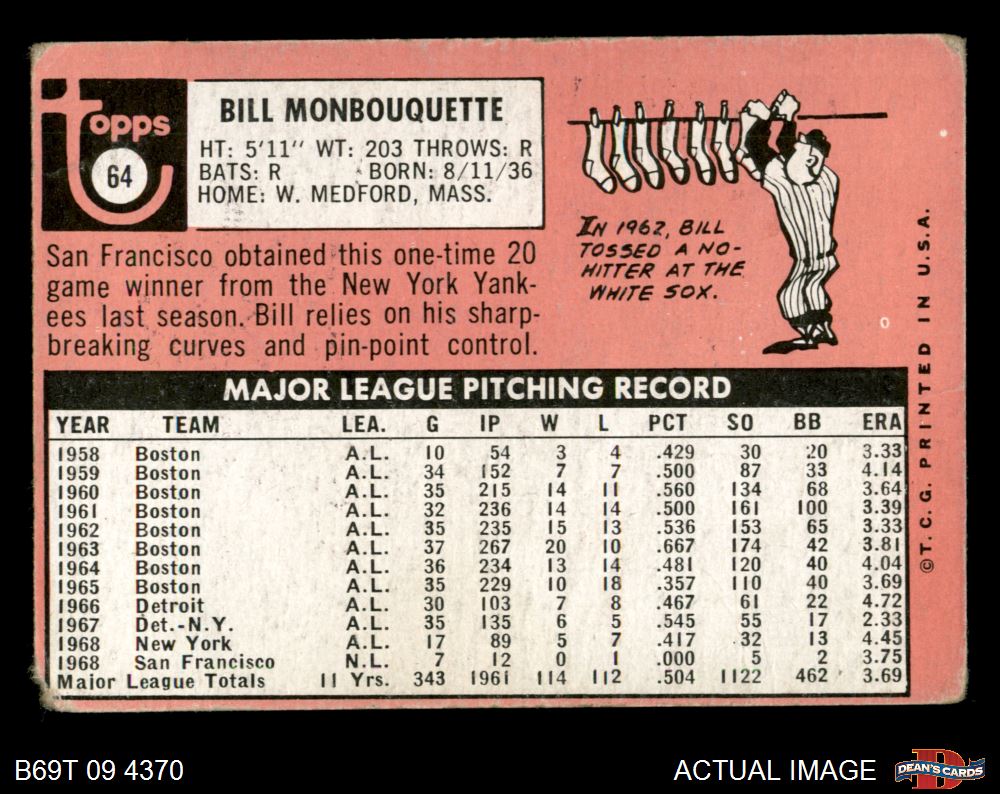 topps
64
BILL MONBOUQUETTE
HT: 5'11" WT: 203 THROWS: R
BATS: R BORN: 8/11/36
HOME: W. MEDFORD, MASS.
IN 1962, BILL
TOSSED A NO-
HITTER AT THE
WHITE SOX.
San Francisco obtained this one-time 20
game winner from the New York Yank-
ees last season. Bill relies on his sharp-
breaking curves and pin-point control.
MAJOR LEAGUE PITCHING RECORD
YEAR TEAM LEA. G IP W L PCT SO BB ERA
1958 Boston A.L. 10 54 3 4 .429 30 20 3.33
1959 Boston A.L. 34 152 7 7 .500 87 33 4.14
1960 Boston A.L. 35 215 14 11 .560 134 68 3.64
1961 Boston A.L. 32 236 14 14 .500 161 100 3.39
1962 Boston A.L. 35 235 15 13 .536 153 65 3.33
1963 Boston A.L. 37 267 20 10 .667 174 42 3.81
1964 Boston A.L. 36 234 13 14 .481 120 40 4.04
1965 Boston A.L. 35 229 10 18 .357 110 40 3.69
1966 Detroit A.L. 30 103 7 8 .467 61 22 4.72
1967 Det.-N.Y. A.L. 35 135 6 5 .545 55 17 2.33
1968 New York A.L. 17 89 5 7 .417 32 13 4.45
1968 San Francisco N.L. 7 12 0 1 .000 5 2 3.75
Major League Totals 11 Yrs. 343 1961 114 112 .504 1122 462 3.69
©T.C.G. PRINTED IN U.S.A.
B69T 09 4370
ACTUAL IMAGE
D
DEAN'S CARDS